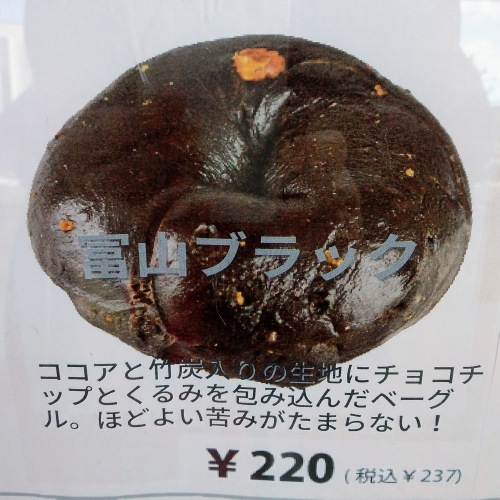 冨山ブラック
ココアと竹炭入りの生地にチョコチ
ップとくるみを包み込んだベーグ
ル。ほどよい苦みがたまらない！
￥220 (税込￥237)